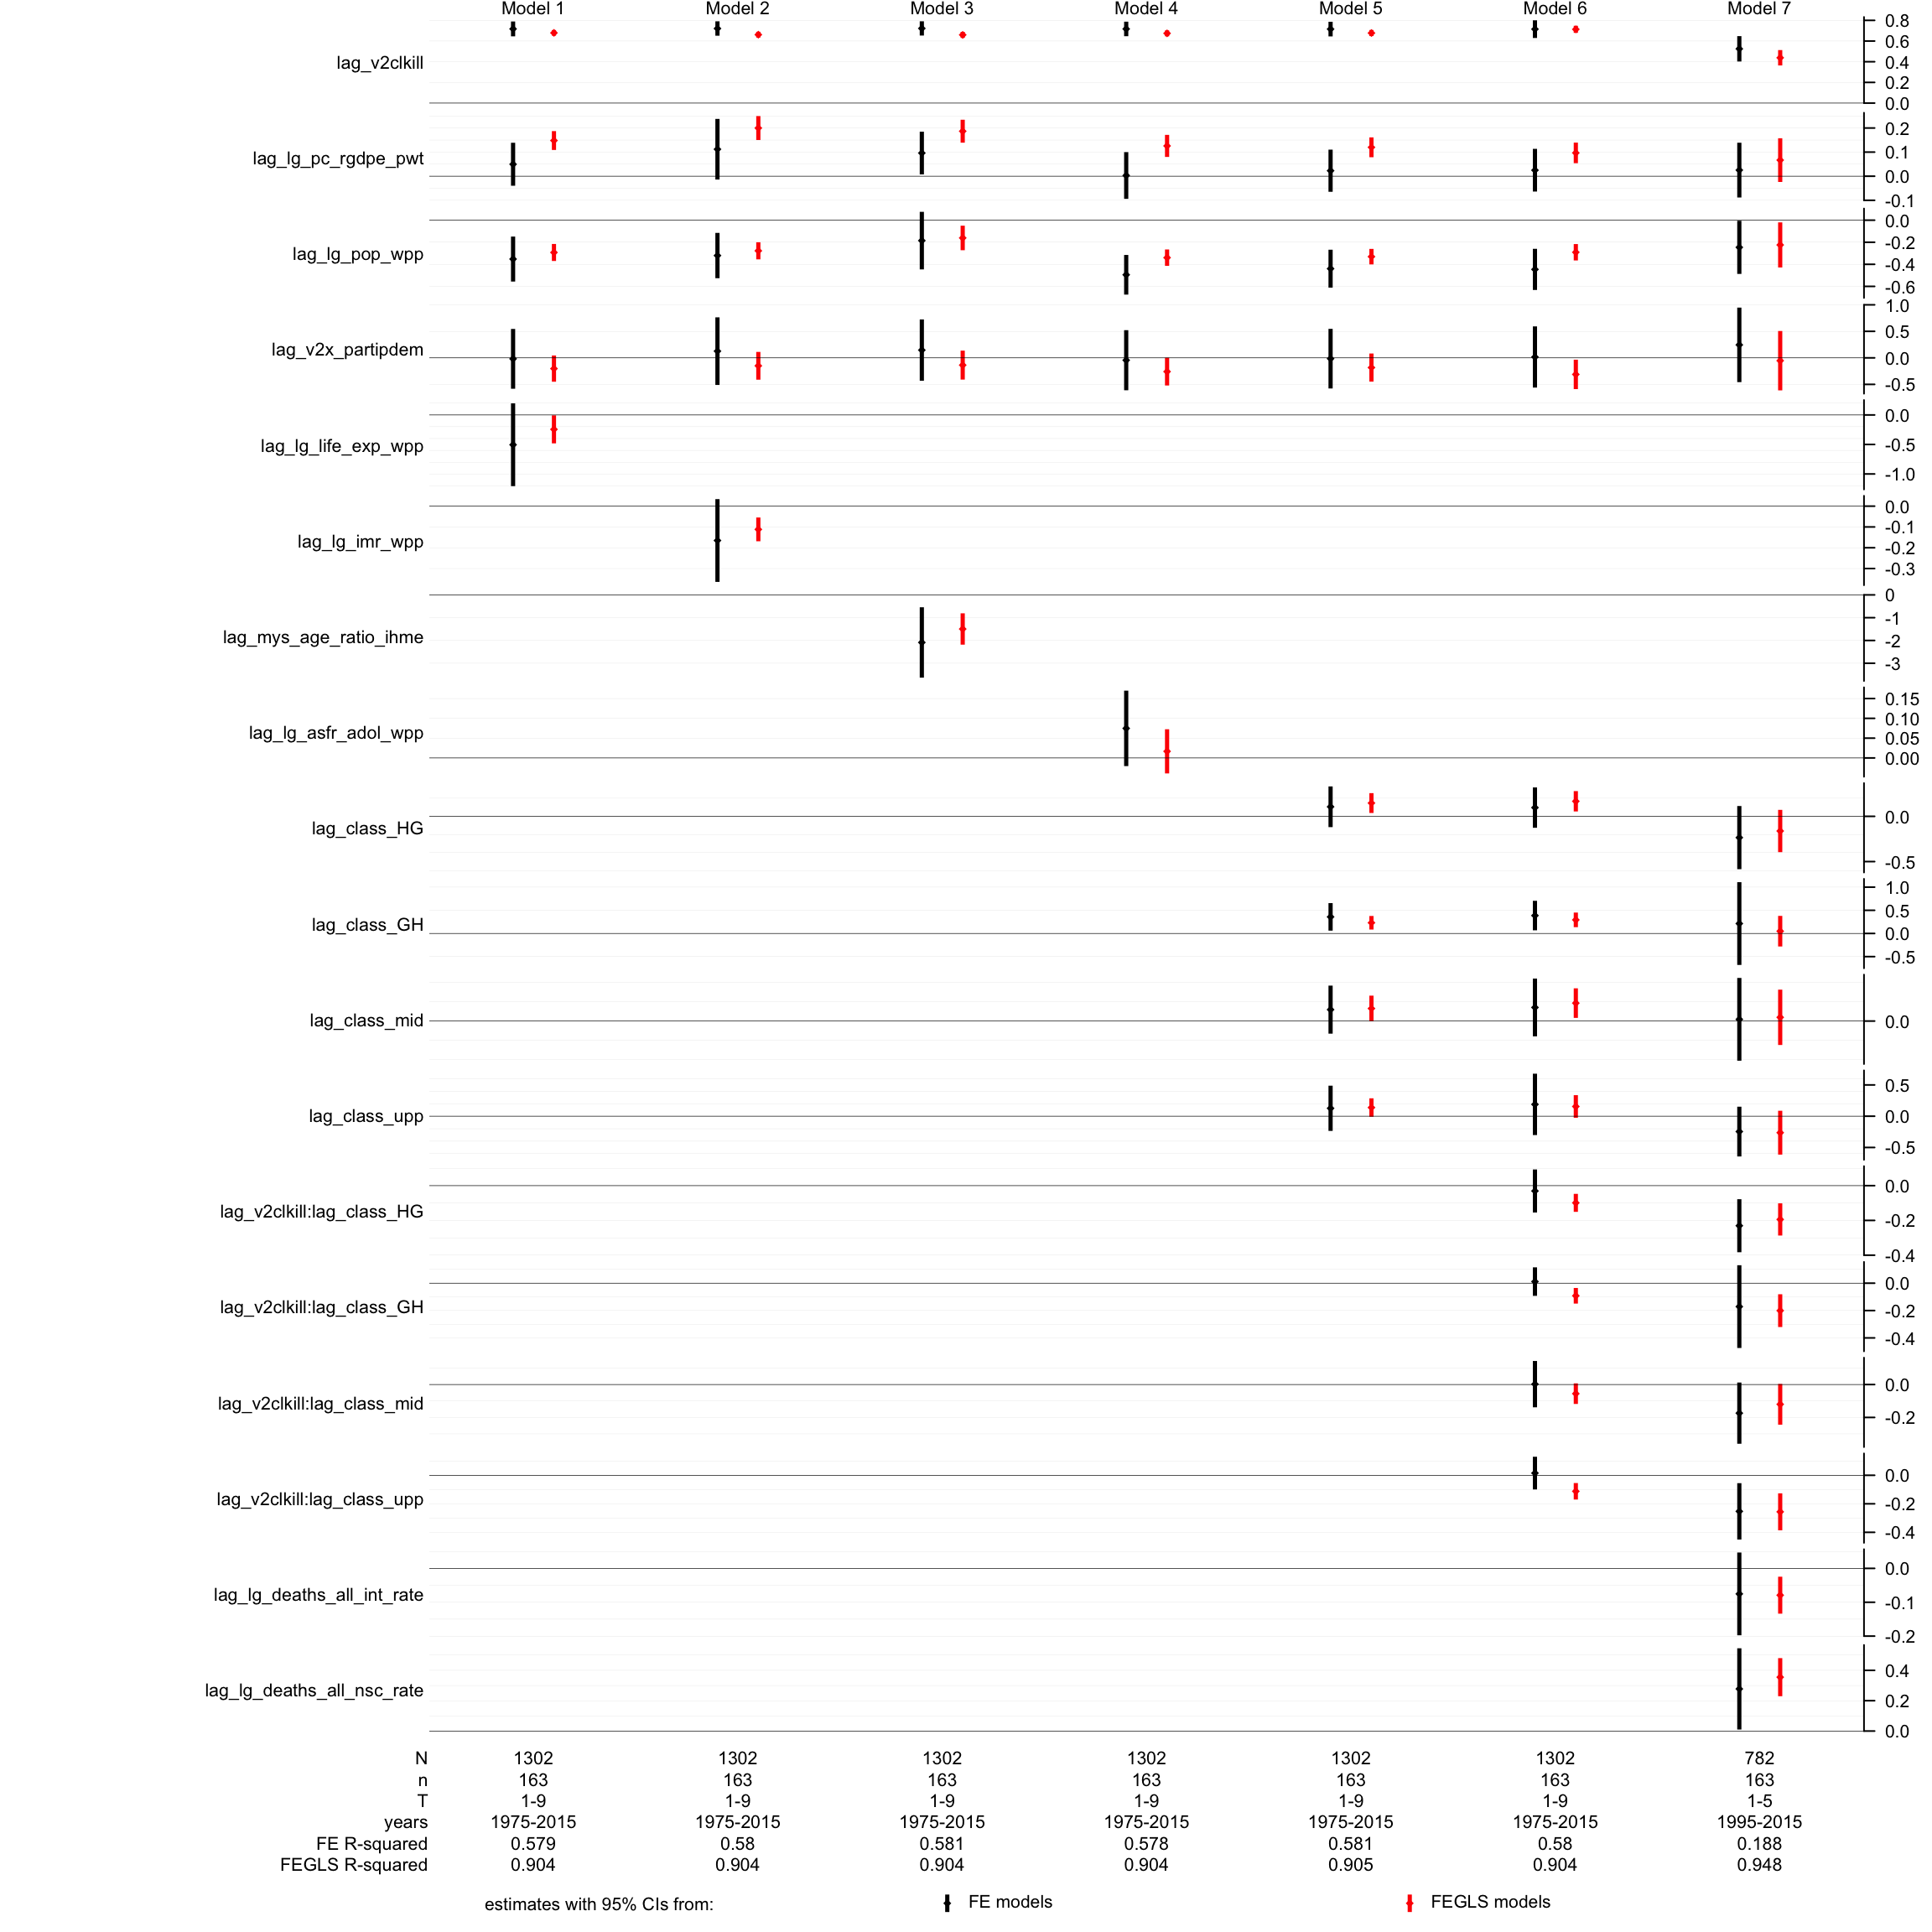 Model 1 Model 2 Model 3 Model 4 Model 5 Model 6 Model 7
lag_v2clkill
0.8
0.6
0.4
0.2
0.0
lag_lg_pc_rgdpe_pwt
0.2
0.1
0.0
-0.1
lag_lg_pop_wpp
0.0
-0.2
-0.4
-0.6
lag_v2x_partipdem
1.0
0.5
0.0
-0.5
lag_lg_life_exp_wpp
0.0
-0.5
-1.0
lag_lg_imr_wpp
0.0
-0.1
-0.2
-0.3
lag_mys_age_ratio_ihme
0
-1
-2
-3
lag_lg_asfr_adol_wpp
0.15
0.10
0.05
0.00
lag_class_HG
0.0
-0.5
lag_class_GH
1.0
0.5
0.0
-0.5
lag_class_mid
0.0
lag_class_upp
0.5
0.0
-0.5
lag_v2clkill:lag_class_HG
0.0
-0.2
-0.4
lag_v2clkill:lag_class_GH
0.0
-0.2
-0.4
lag_v2clkill:lag_class_mid
0.0
-0.2
lag_v2clkill:lag_class_upp
0.0
-0.2
-0.4
lag_lg_deaths_all_int_rate
0.0
-0.1
-0.2
lag_lg_deaths_all_nsc_rate
0.4
0.2
0.0
N 1302 1302 1302 1302 1302 1302 782
n 163 163 163 163 163 163 163
T 1-9 1-9 1-9 1-9 1-9 1-9 1-5
years 1975-2015 1975-2015 1975-2015 1975-2015 1975-2015 1975-2015 1995-2015
FE R-squared 0.579 0.58 0.581 0.578 0.581 0.58 0.188
FEGLS R-squared 0.904 0.904 0.904 0.904 0.905 0.904 0.948
estimates with 95% CIs from: FE models FEGLS models